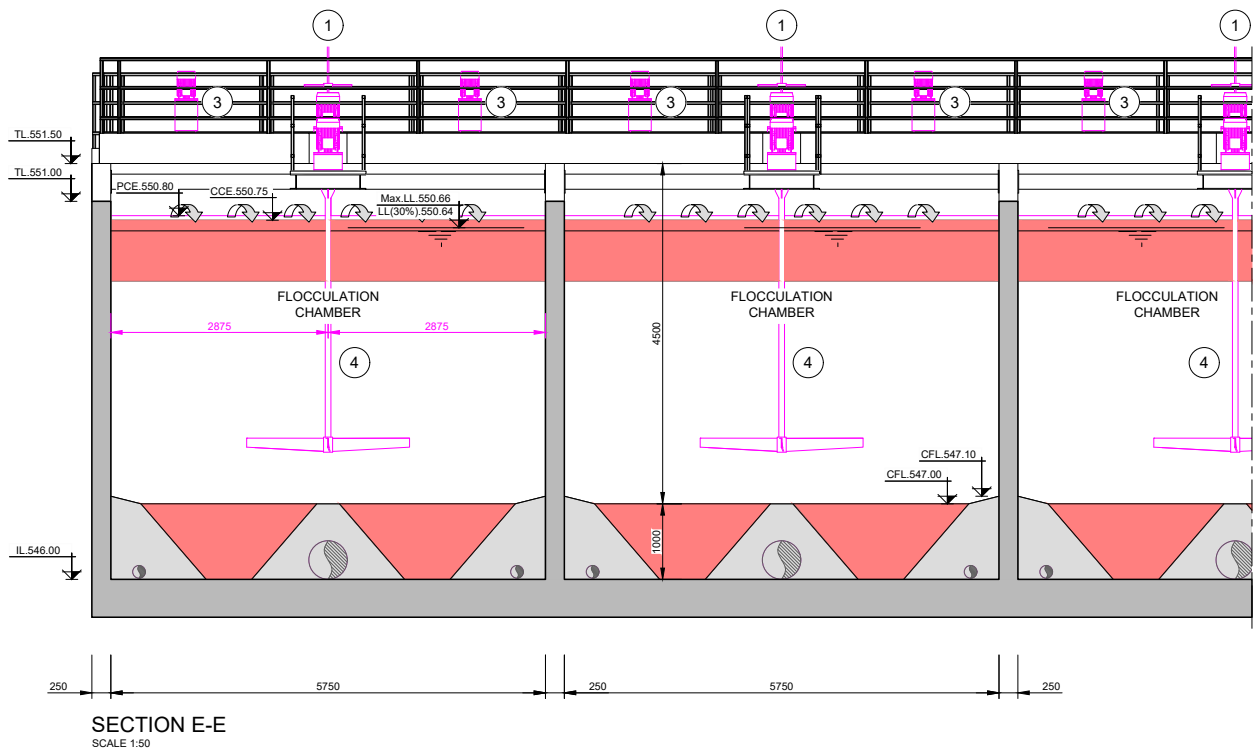 1
1
1
3
3
3
3
3
TL.551.50
TL.551.00
PCE.550.80
CCE.550.75
Max.LL.550.66
LL(30%).550.64
FLOCCULATION
CHAMBER
FLOCCULATION
CHAMBER
FLOCCULATION
CHAMBER
2875
2875
4500
4
4
4
CFL.547.10
CFL.547.00
1000
IL.546.00
250
5750
250
5750
250
SECTION E-E
SCALE 1:50